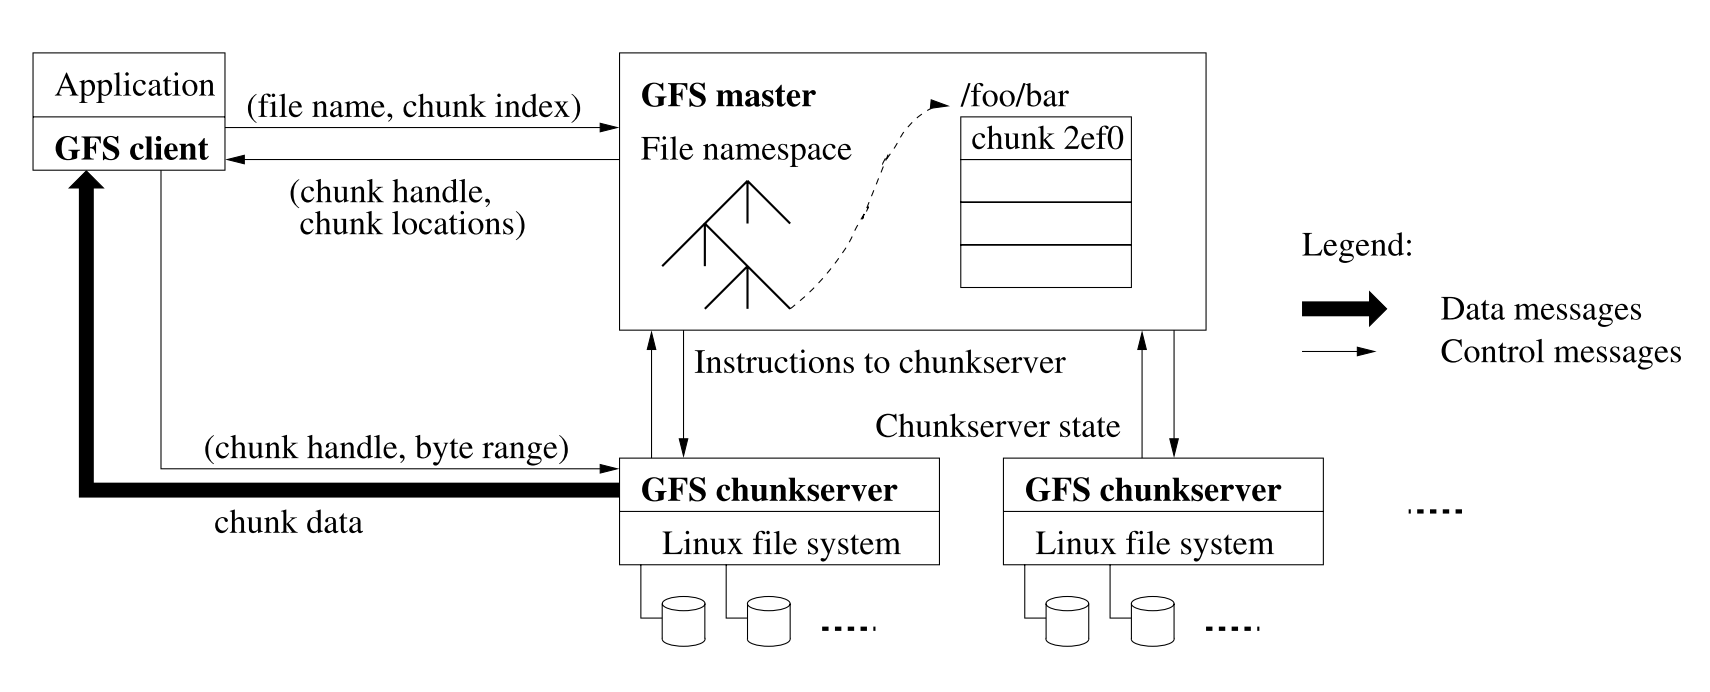 Application
GFS client
(file name, chunk index)
(chunk handle,
chunk locations)
GFS master
File namespace
/foo/bar
chunk 2ef0
Legend:
Data messages
Control messages
Instructions to chunkserver
Chunkserver state
(chunk handle, byte range)
chunk data
GFS chunkserver
Linux file system
GFS chunkserver
Linux file system